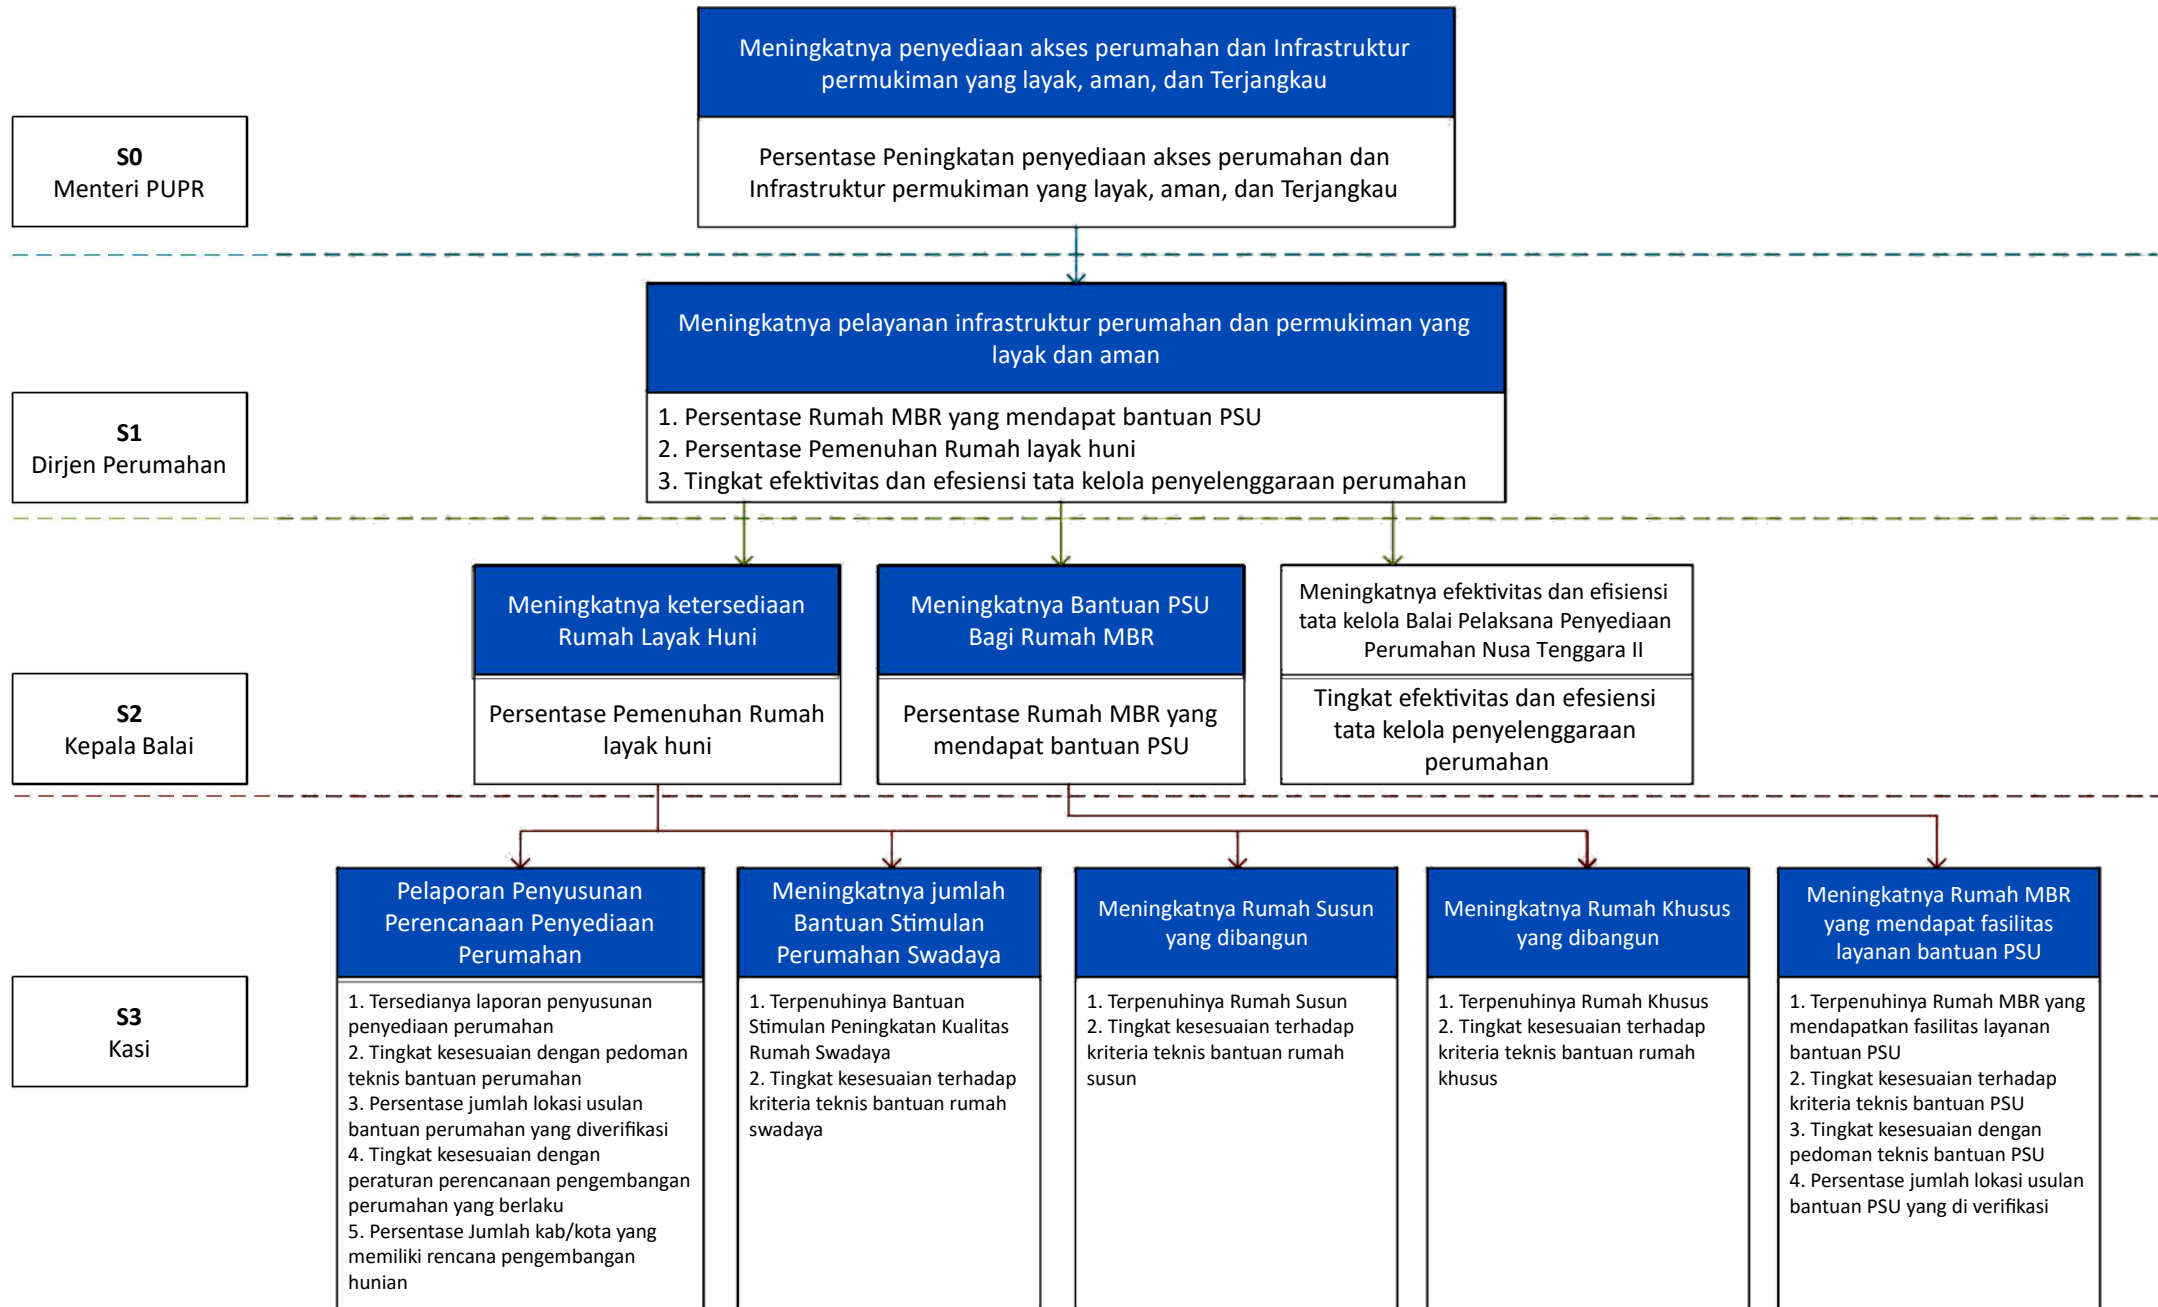 Meningkatnya penyediaan akses perumahan dan Infrastruktur
permukiman yang layak, aman, dan Terjangkau
S0
Menteri PUPR
Persentase Peningkatan penyediaan akses perumahan dan
Infrastruktur permukiman yang layak, aman, dan Terjangkau
Meningkatnya pelayanan infrastruktur perumahan dan permukiman yang
layak dan aman
S1
Dirjen Perumahan
1. Persentase Rumah MBR yang mendapat bantuan PSU
2. Persentase Pemenuhan Rumah layak huni
3. Tingkat efektivitas dan efesiensi tata kelola penyelenggaraan perumahan
Meningkatnya ketersediaan
Rumah Layak Huni
Meningkatnya Bantuan PSU
Bagi Rumah MBR
Meningkatnya efektivitas dan efisiensi
tata kelola Balai Pelaksana Penyediaan
Perumahan Nusa Tenggara II
S2
Kepala Balai
Persentase Pemenuhan Rumah
layak huni
Persentase Rumah MBR yang
mendapat bantuan PSU
Tingkat efektivitas dan efesiensi
tata kelola penyelenggaraan
perumahan
Pelaporan Penyusunan
Perencanaan Penyediaan
Perumahan
Meningkatnya jumlah
Bantuan Stimulan
Perumahan Swadaya
Meningkatnya Rumah Susun
yang dibangun
Meningkatnya Rumah Khusus
yang dibangun
Meningkatnya Rumah MBR
yang mendapat fasilitas
layanan bantuan PSU
S3
Kasi
1. Tersedianya laporan penyusunan
penyediaan perumahan
2. Tingkat kesesuaian dengan pedoman
teknis bantuan perumahan
3. Persentase jumlah lokasi usulan
bantuan perumahan yang diverifikasi
4. Tingkat kesesuaian dengan
peraturan perencanaan pengembangan
perumahan yang berlaku
5. Persentase Jumlah kab/kota yang
memiliki rencana pengembangan
hunian
1. Terpenuhinya Bantuan
Stimulan Peningkatan Kualitas
Rumah Swadaya
2. Tingkat kesesuaian terhadap
kriteria teknis bantuan rumah
swadaya
1. Terpenuhinya Rumah Susun
2. Tingkat kesesuaian terhadap
kriteria teknis bantuan rumah
susun
1. Terpenuhinya Rumah Khusus
2. Tingkat kesesuaian terhadap
kriteria teknis bantuan rumah
khusus
1. Terpenuhinya Rumah MBR yang
mendapatkan fasilitas layanan
bantuan PSU
2. Tingkat kesesuaian terhadap
kriteria teknis bantuan PSU
3. Tingkat kesesuaian dengan
pedoman teknis bantuan PSU
4. Persentase jumlah lokasi usulan
bantuan PSU yang di verifikasi